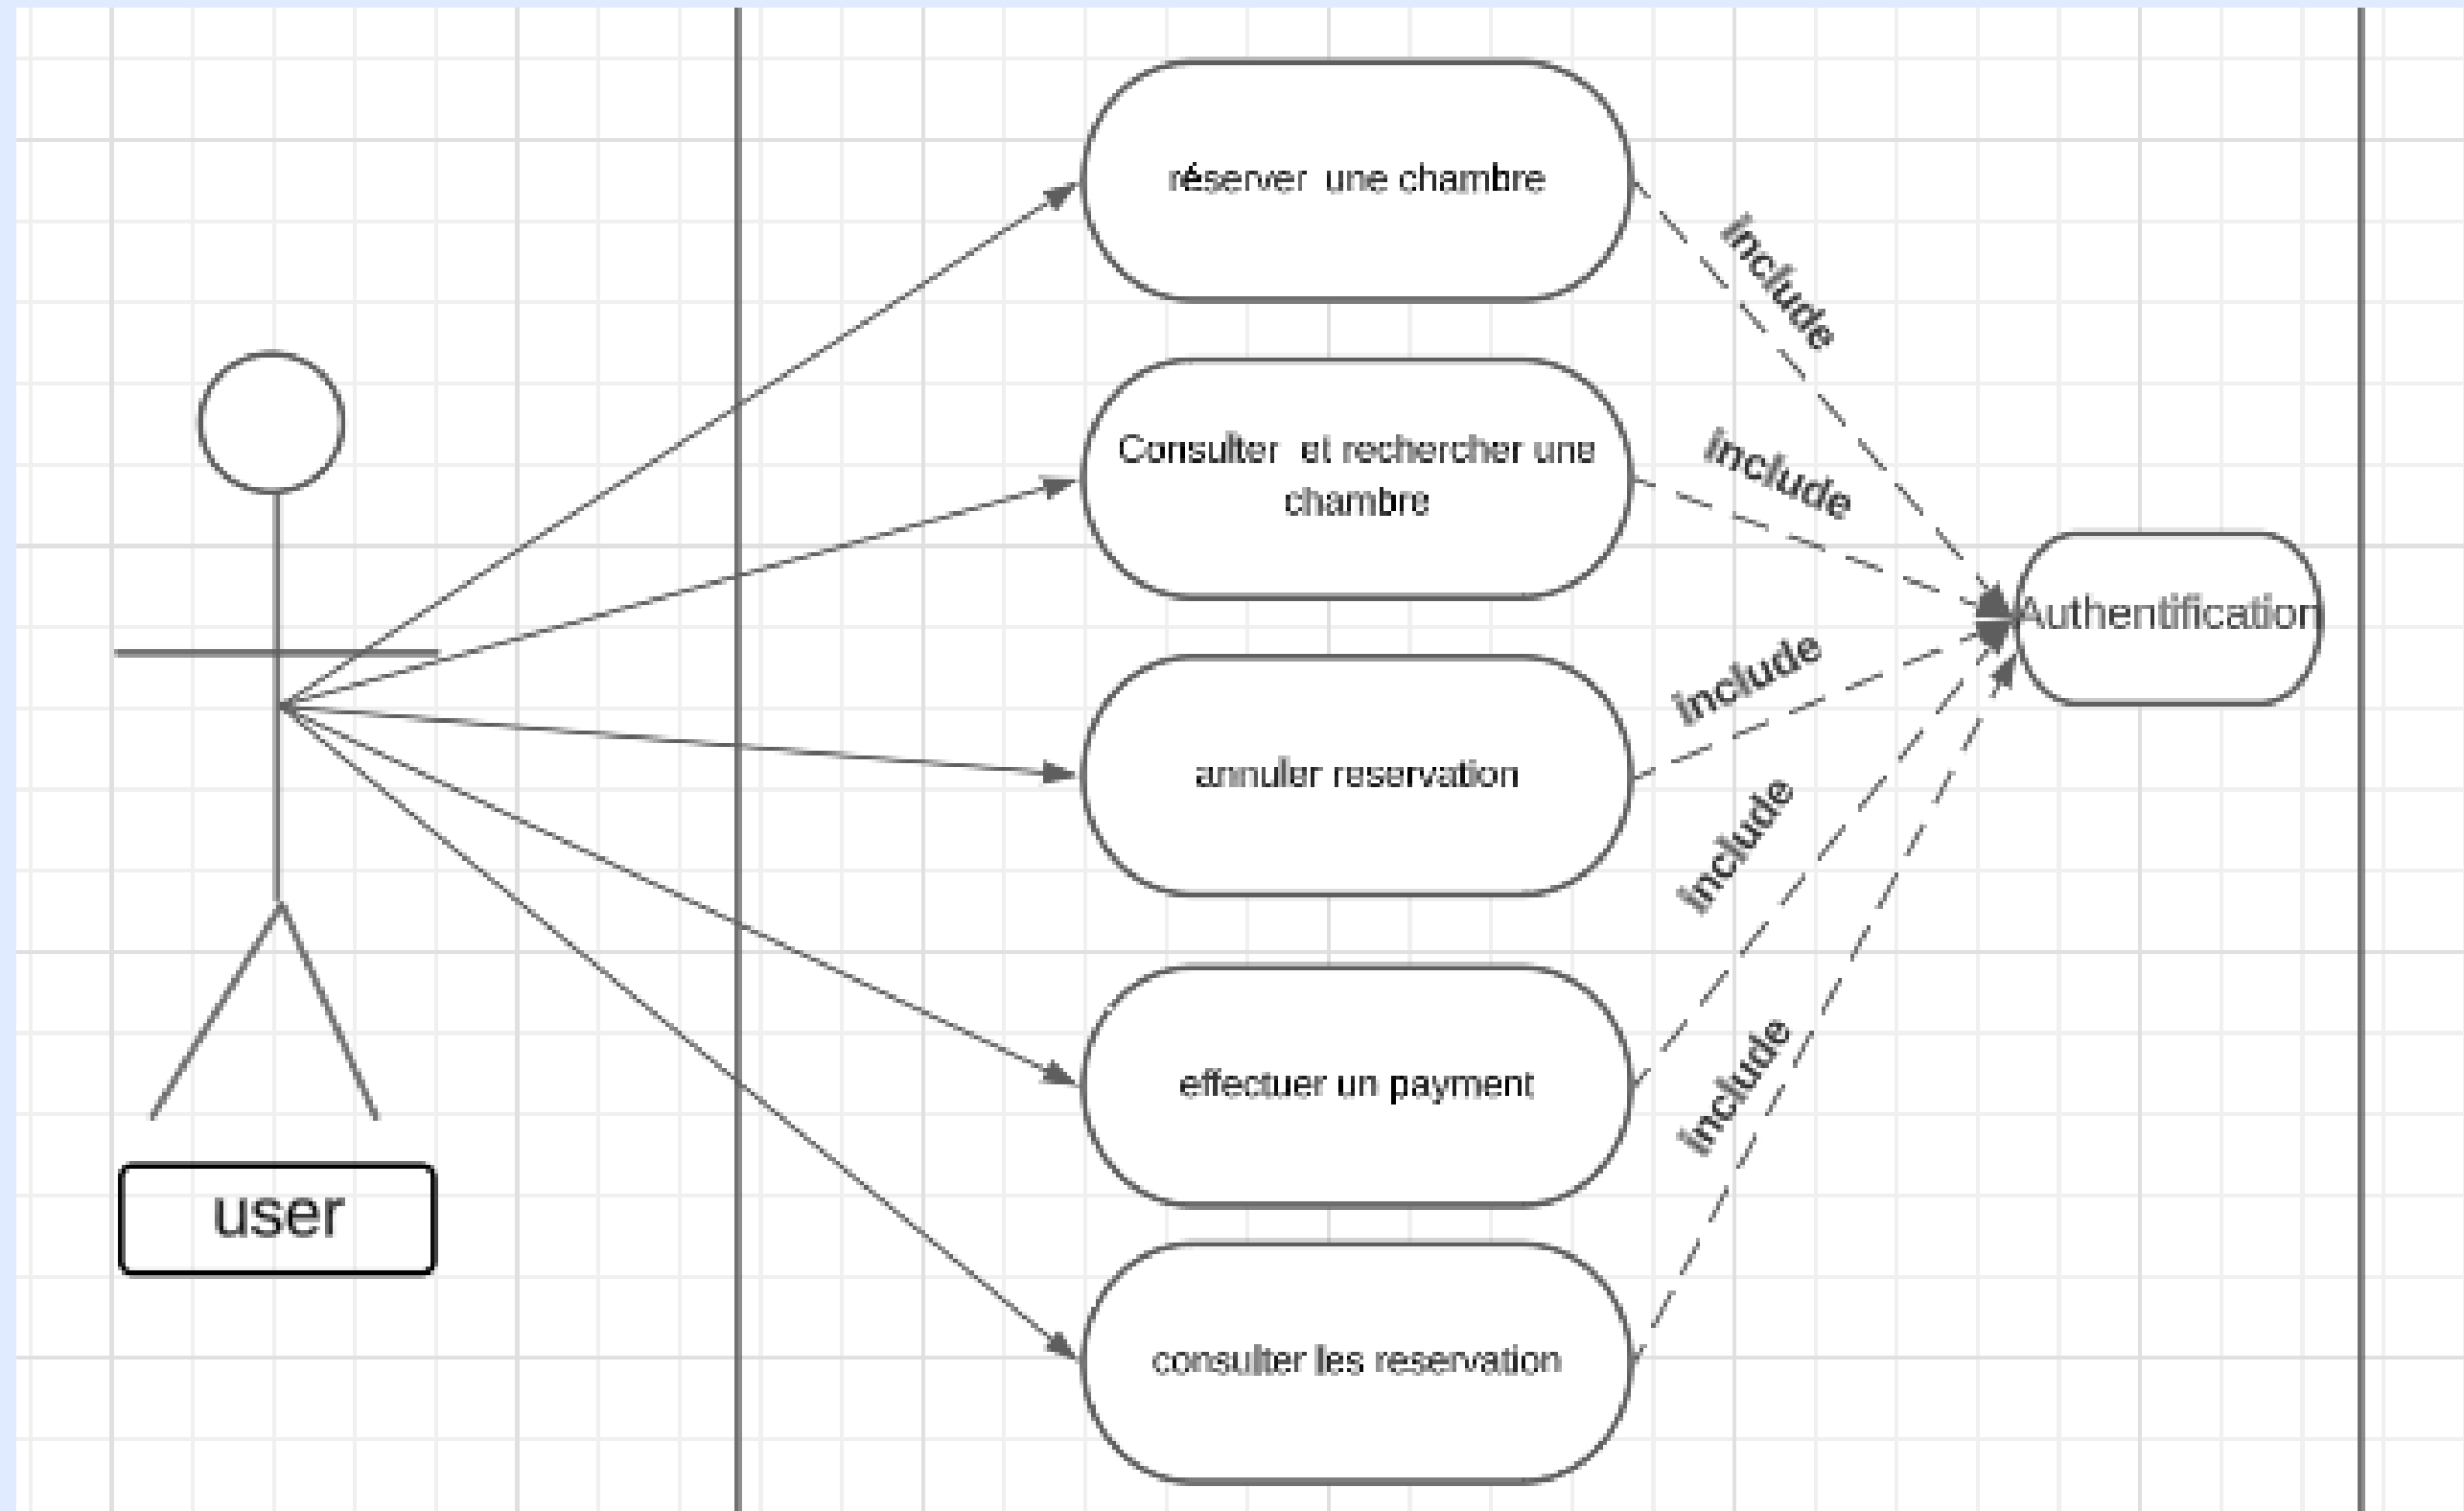 réserver une chambre
include
Consulter et rechercher une
chambre
include
Authentification
include
annuler reservation
include
effectuer un payment
include
user
consulter les reservation